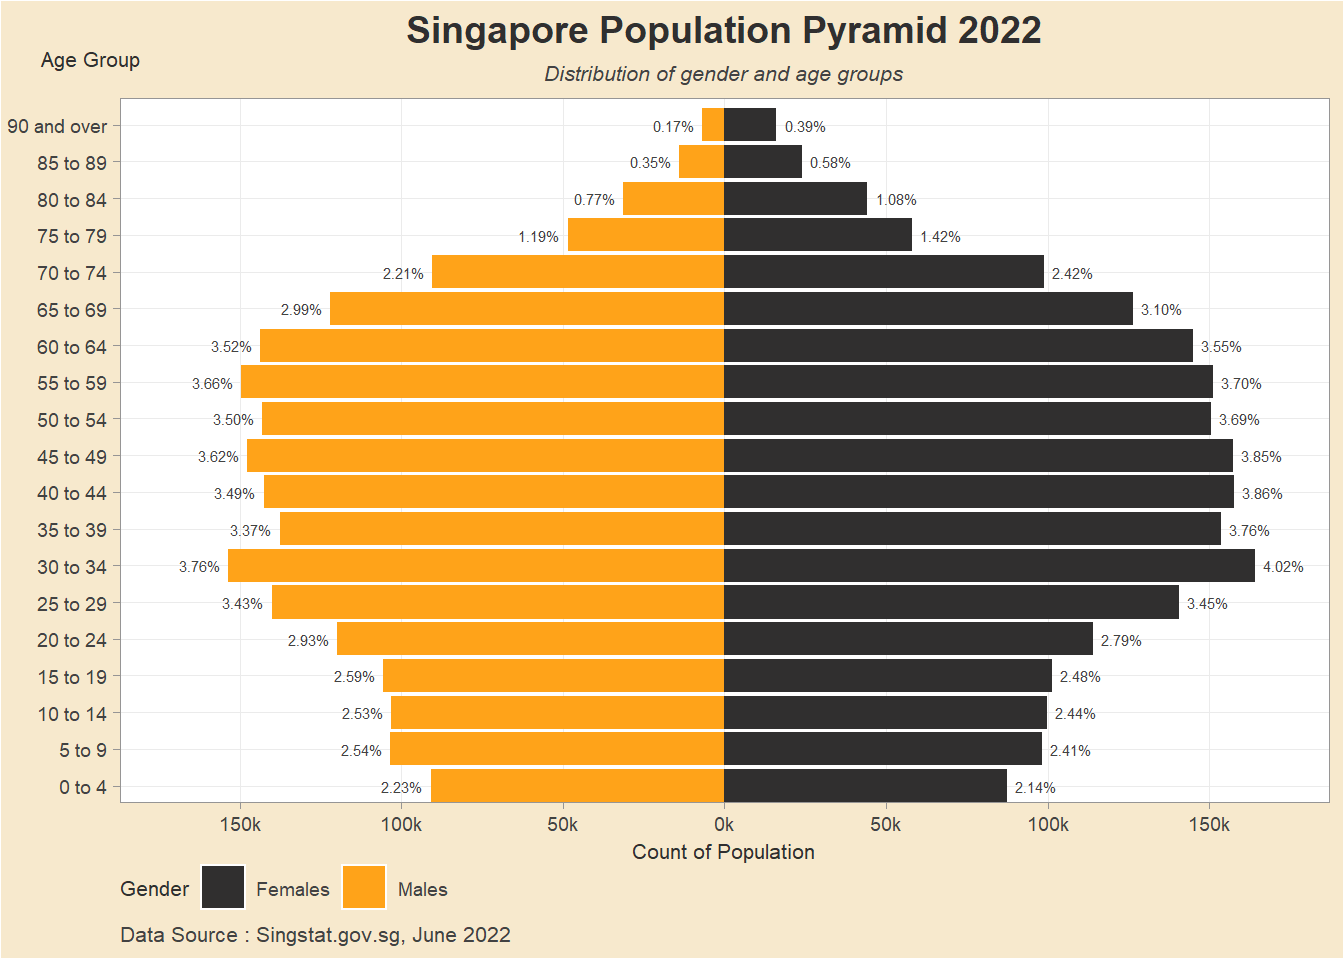 Singapore Population Pyramid 2022
Age Group
Distribution of gender and age groups
90 and over 0.17% 0.39%
85 to 89 0.35% 0.58%
80 to 84 0.77% 1.08%
75 to 79 1.19% 1.42%
70 to 74 2.21% 2.42%
65 to 69 2.99% 3.10%
60 to 64 3.52% 3.55%
55 to 59 3.66% 3.70%
50 to 54 3.50% 3.69%
45 to 49 3.62% 3.85%
40 to 44 3.49% 3.86%
35 to 39 3.37% 3.76%
30 to 34 3.76% 4.02%
25 to 29 3.43% 3.45%
20 to 24 2.93% 2.79%
15 to 19 2.59% 2.48%
10 to 14 2.53% 2.44%
5 to 9 2.54% 2.41%
0 to 4 2.23% 2.14%
150k 100k 50k 0k 50k 100k 150k
Count of Population
Gender Females Males
Data Source : Singstat.gov.sg, June 2022